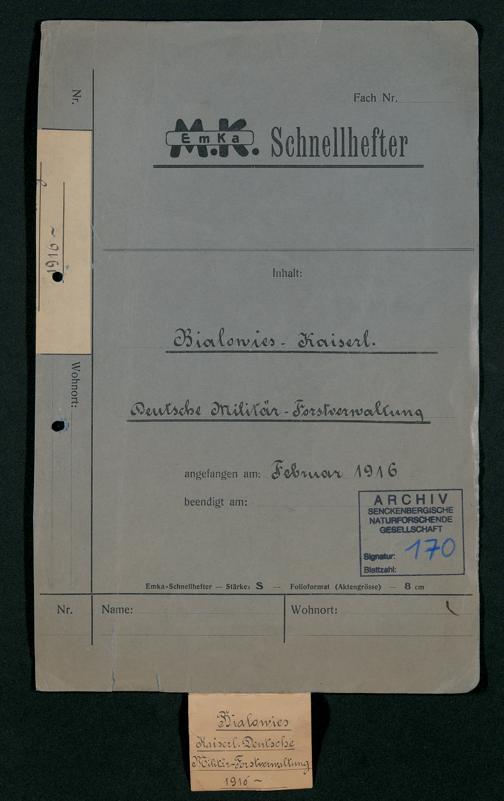 Nr.
Fach Nr.
M.K.
EmKa
Schnellhefter
Inhalt:
1916 ~
Bialowies - Kaiserl.
Wohnort:
Deutsche Militär-Forstverwaltung
angefangen am: Februar 1916
beendigt am:
ARCHIV
SENCKENBERGISCHE
NATURFORSCHENDE
GESELLSCHAFT
Signatur: 170
Blattzahl:
Emka-Schnellhefter — Stärke: S — Folioformat (Aktengrösse) — 8 cm
Nr. Name: Wohnort:
Bialowies
Kaiserl. Deutsche
Militär-Forstverwaltung
1916 ~